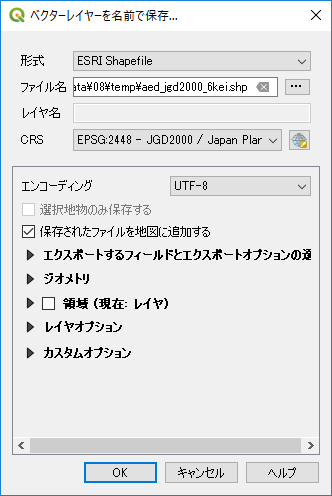 ベクターレイヤーを名前で保存...
形式 ESRI Shapefile
ファイル名 ata¥08¥temp¥aed_jgd2000_6kei.shp ...
レイヤ名
CRS EPSG:2448 - JGD2000 / Japan Plar
エンコーディング UTF-8
選択地物のみ保存する
保存されたファイルを地図に追加する
エクスポートするフィールドとエクスポートオプションの選
ジオメトリ
領域 (現在: レイヤ)
レイヤオプション
カスタムオプション
OK キャンセル ヘルプ